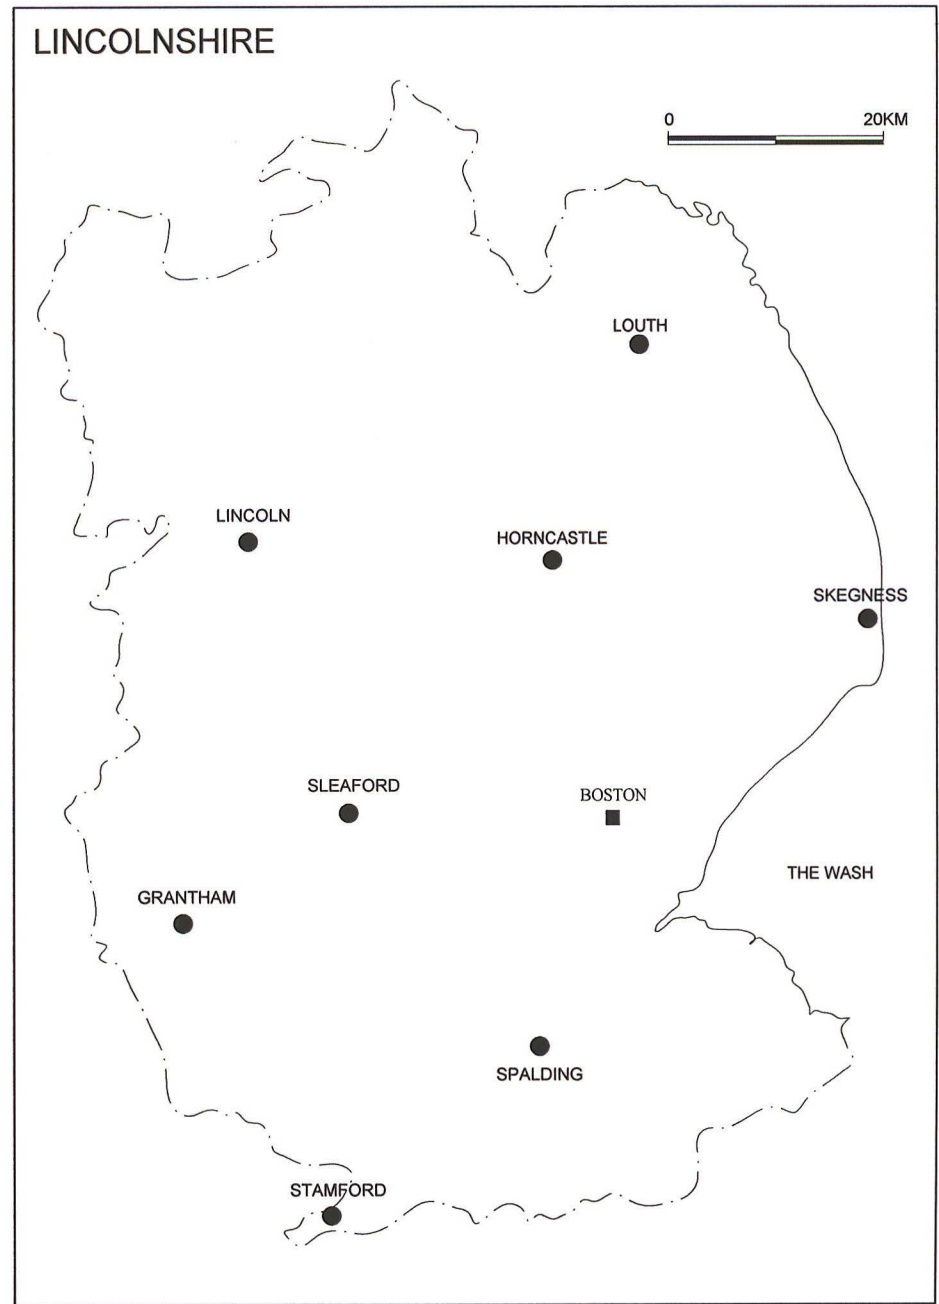 LINCOLNSHIRE
0 20KM
LOUTH
LINCOLN
HORNCASTLE
SKEGNESS
SLEAFORD
BOSTON
THE WASH
GRANTHAM
SPALDING
STAMFORD